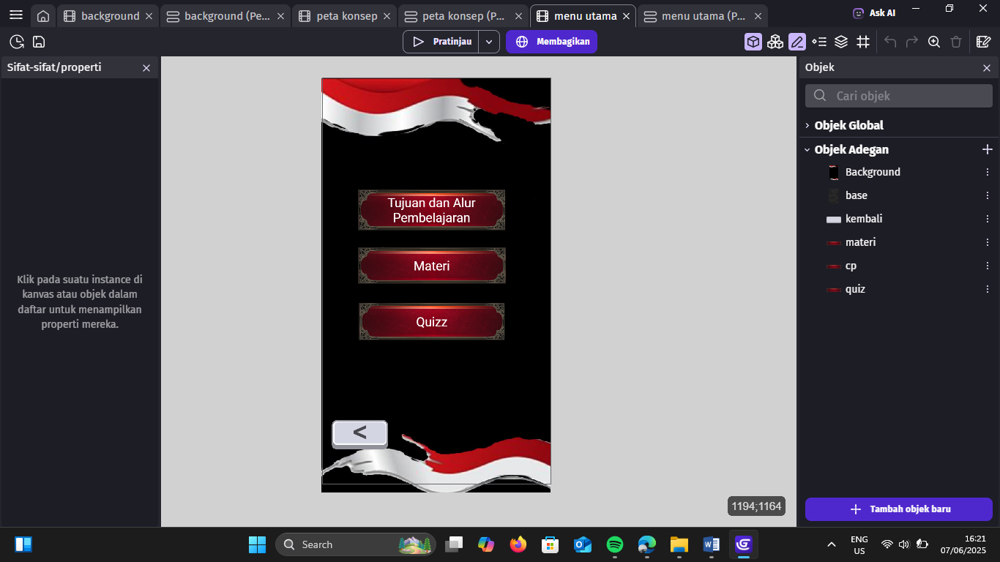 background
background (Pe...
peta konsep
peta konsep (P...
menu utama
menu utama (P...
Ask AI
Pratinjau
Membagikan
Sifat-sifat/properti
Objek
Cari objek
Objek Global
Objek Adegan
Background
base
kembali
materi
cp
quiz
Klik pada suatu instance di
kanvas atau objek dalam
daftar untuk menampilkan
properti mereka.
Tujuan dan Alur
Pembelajaran
Materi
Quizz
<
1194;1164
Tambah objek baru
Search
ENG
US
16:21
07/06/2025